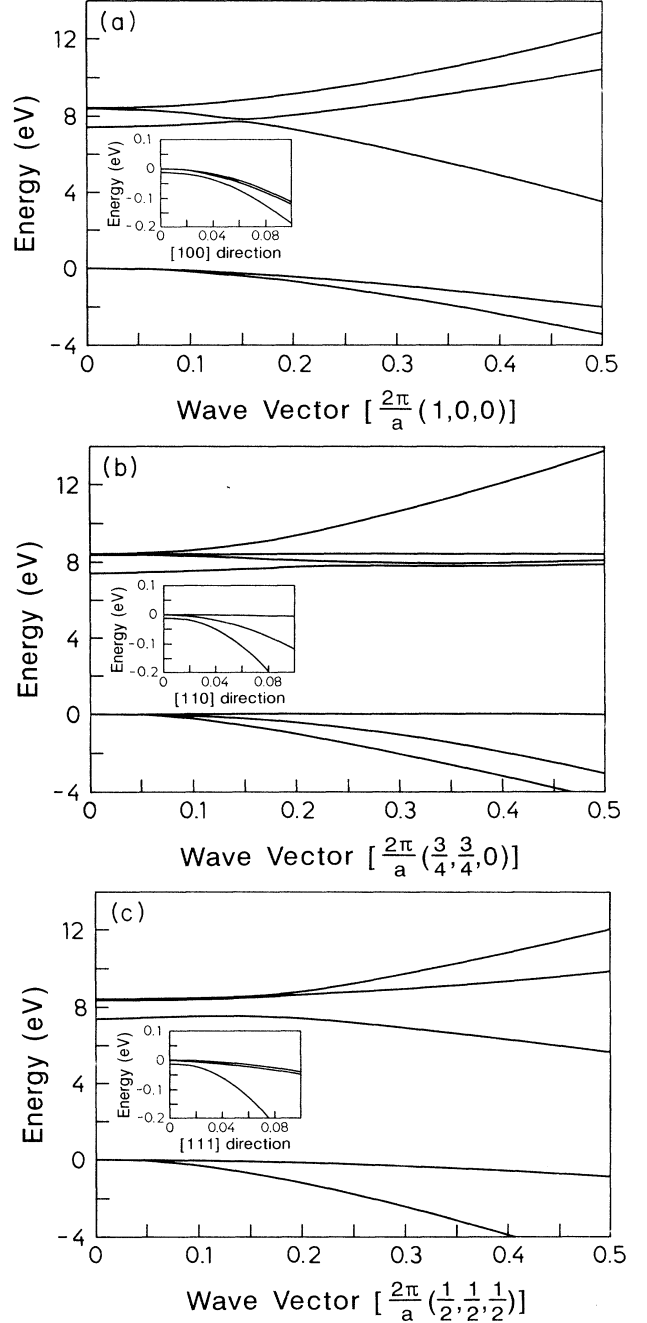 (a)
12
8
4
0
-4
Energy (eV)
0.1
0
-0.1
-0.2
Energy (eV)
0 0.04 0.08
[100] direction
0 0.1 0.2 0.3 0.4 0.5
Wave Vector [2π/a (1,0,0)]
(b)
12
8
4
0
-4
Energy (eV)
0.1
0
-0.1
-0.2
Energy (eV)
0 0.04 0.08
[110] direction
0 0.1 0.2 0.3 0.4 0.5
Wave Vector [2π/a (3/4,3/4,0)]
(c)
12
8
4
0
-4
Energy (eV)
0.1
0
-0.1
-0.2
Energy (eV)
0 0.04 0.08
[111] direction
0 0.1 0.2 0.3 0.4 0.5
Wave Vector [2π/a (1/2,1/2,1/2)]